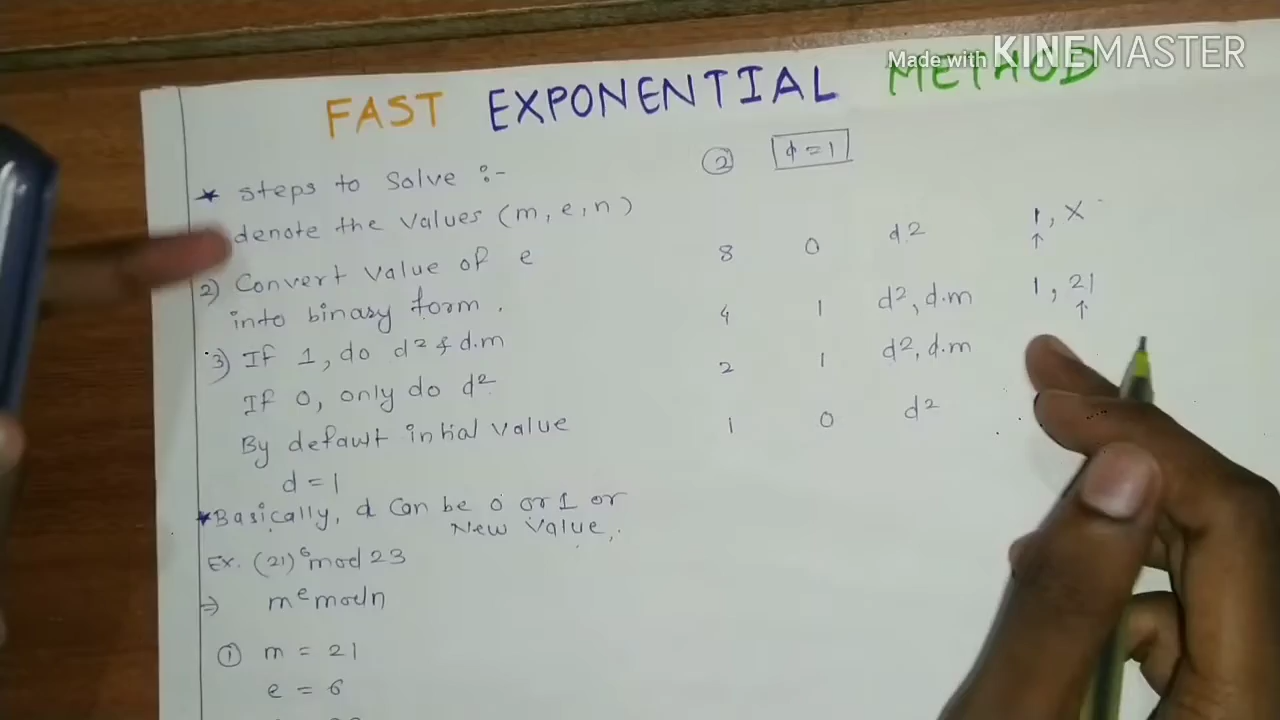 Made with KINEMASTER
FAST EXPONENTIAL METHOD
* Steps to Solve :-
denote the values (m, e, n)
2) Convert value of e
into binary form.
3) If 1, do d² & d.m
If 0, only do d²
By default initial value
d = 1
* Basically, d can be 0 or 1 or
New Value.
Ex. (21)⁶ mod 23
⇒ mᵉ mod n
① m = 21
e = 6
② d = 1
8 0 d² 1, X
↑
4 1 d², d.m 1, 21
↑
2 1 d², d.m
1 0 d²